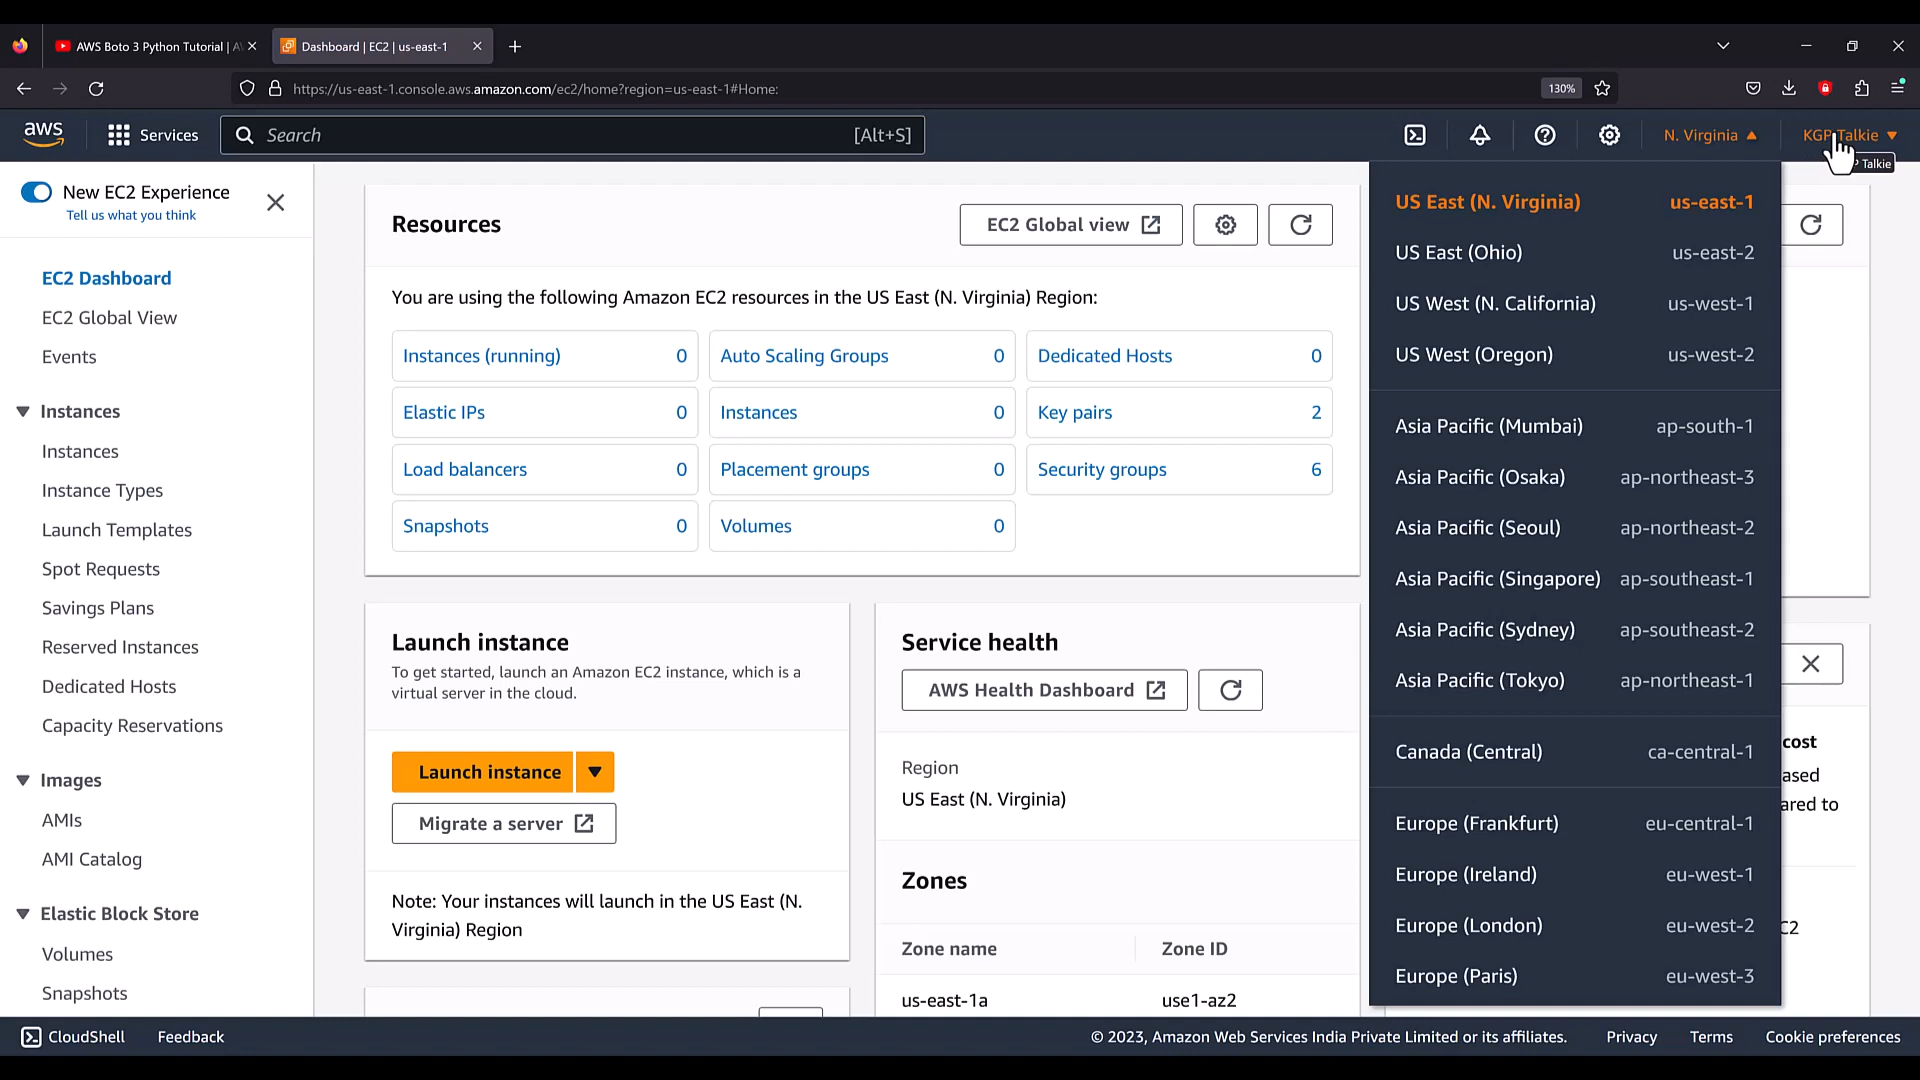 AWS Boto 3 Python Tutorial | A
Dashboard | EC2 | us-east-1
https://us-east-1.console.aws.amazon.com/ec2/home?region=us-east-1#Home:
130%
aws
Services
Search
[Alt+S]
N. Virginia
KGP Talkie
Talkie
New EC2 Experience
Tell us what you think
EC2 Dashboard
EC2 Global View
Events
Instances
Instances
Instance Types
Launch Templates
Spot Requests
Savings Plans
Reserved Instances
Dedicated Hosts
Capacity Reservations
Images
AMIs
AMI Catalog
Elastic Block Store
Volumes
Snapshots
Resources
EC2 Global view
You are using the following Amazon EC2 resources in the US East (N. Virginia) Region:
Instances (running) 0
Auto Scaling Groups 0
Dedicated Hosts 0
Elastic IPs 0
Instances 0
Key pairs 2
Load balancers 0
Placement groups 0
Security groups 6
Snapshots 0
Volumes 0
Launch instance
To get started, launch an Amazon EC2 instance, which is a
virtual server in the cloud.
Launch instance
Migrate a server
Note: Your instances will launch in the US East (N.
Virginia) Region
Service health
AWS Health Dashboard
Region
US East (N. Virginia)
Zones
Zone name Zone ID
us-east-1a use1-az2
US East (N. Virginia) us-east-1
US East (Ohio) us-east-2
US West (N. California) us-west-1
US West (Oregon) us-west-2
Asia Pacific (Mumbai) ap-south-1
Asia Pacific (Osaka) ap-northeast-3
Asia Pacific (Seoul) ap-northeast-2
Asia Pacific (Singapore) ap-southeast-1
Asia Pacific (Sydney) ap-southeast-2
Asia Pacific (Tokyo) ap-northeast-1
Canada (Central) ca-central-1
Europe (Frankfurt) eu-central-1
Europe (Ireland) eu-west-1
Europe (London) eu-west-2
Europe (Paris) eu-west-3
cost
ased
ared to
C2
CloudShell
Feedback
© 2023, Amazon Web Services India Private Limited or its affiliates.
Privacy
Terms
Cookie preferences